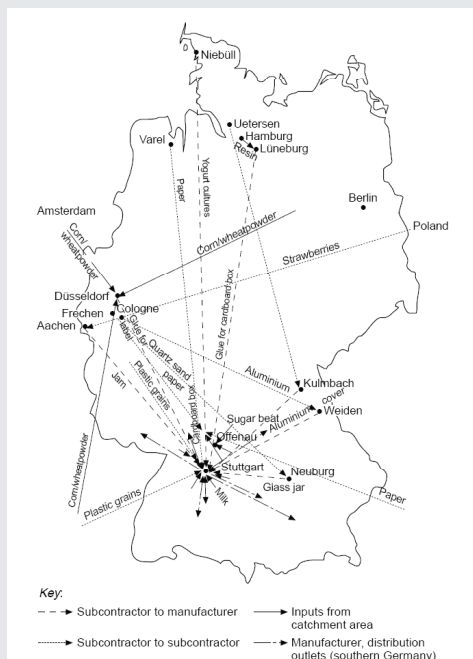 Niebüll
Uetersen
Hamburg
Resin
Lüneburg
Varel
Paper
Yogurt cultures
Berlin
Amsterdam
Corn/
wheatpowder
Corn/wheatpowder
Poland
Strawberries
Düsseldorf
Frechen
Cologne
Aachen
Glue for
label
Quartz sand
paper
Plastic grains
Jam
Glue for cardboard box
Cardboard box
Aluminium
Kulmbach
Aluminium cover
Weiden
Sugar beat
Offenau
Stuttgart
Neuburg
Glass jar
Milk
Paper
Corn/wheatpowder
Plastic grains
Key:
Subcontractor to manufacturer
Inputs from
catchment area
Subcontractor to subcontractor
Manufacturer, distribution
outlets (southern Germany)